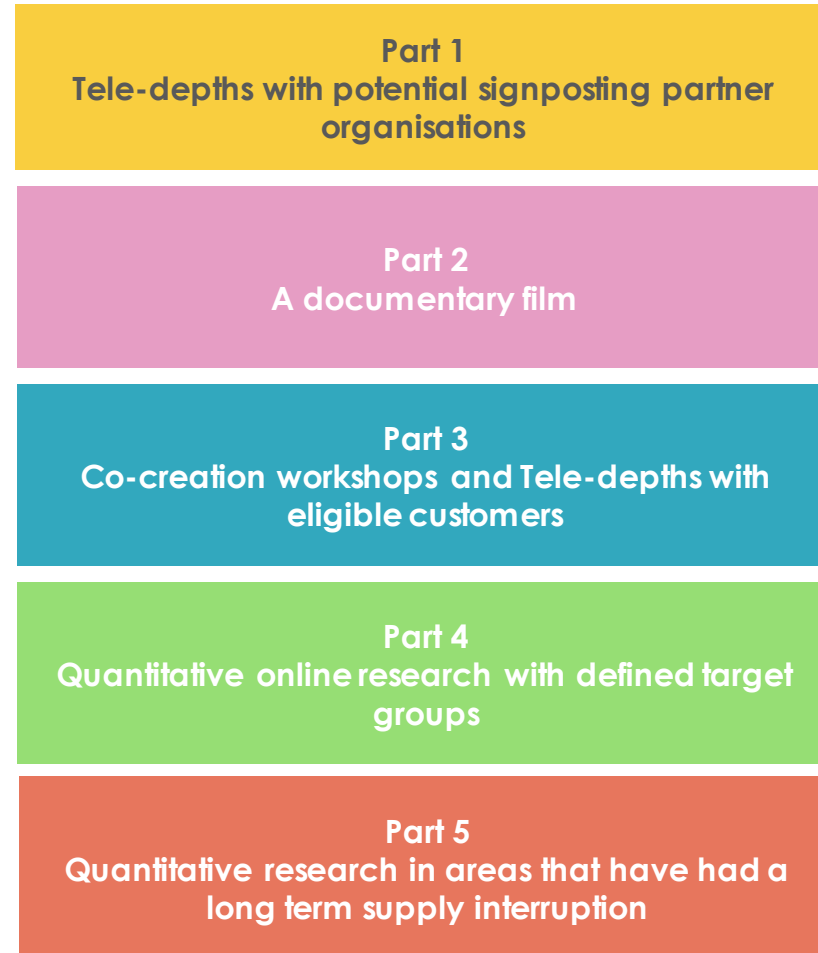 Part 1
Tele-depths with potential signposting partner
organisations
Part 2
A documentary film
Part 3
Co-creation workshops and Tele-depths with
eligible customers
Part 4
Quantitative online research with defined target
groups
Part 5
Quantitative research in areas that have had a
long term supply interruption